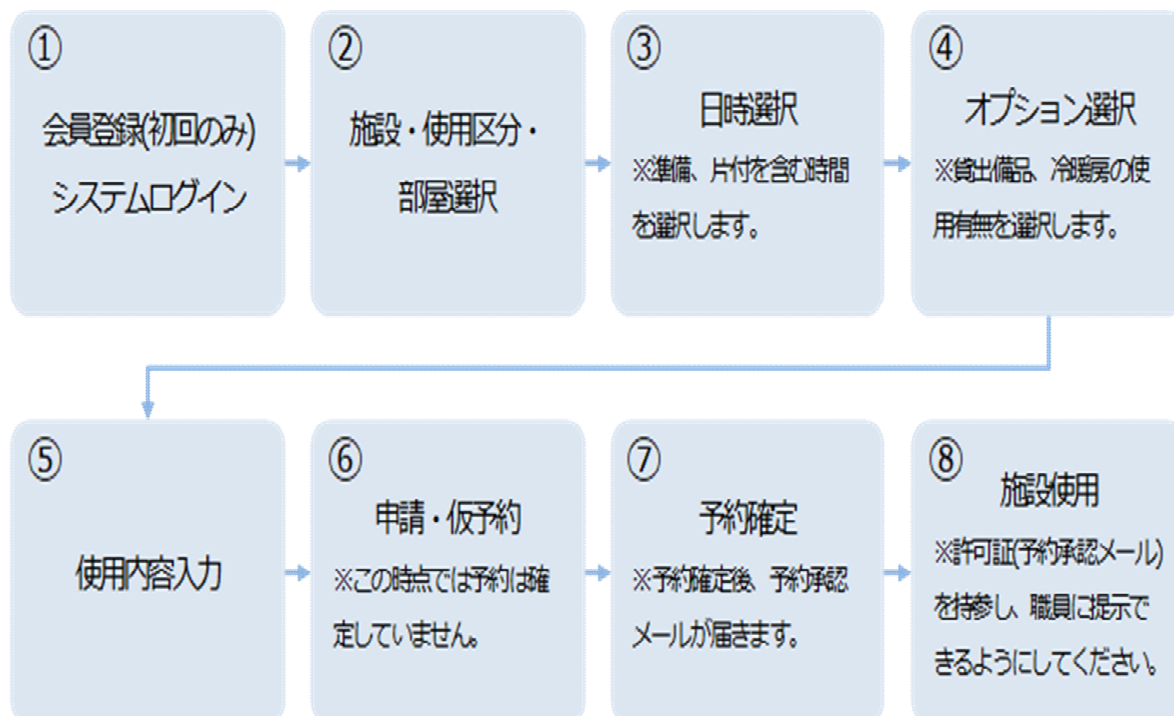 ①
会員登録(初回のみ)
システムログイン
②
施設・使用区分・
部屋選択
③
日時選択
※準備、片付を含む時間
を選択します。
④
オプション選択
※貸出備品、冷暖房の使
用有無を選択します。
⑤
使用内容入力
⑥
申請・仮予約
※この時点では予約は確
定していません。
⑦
予約確定
※予約確定後、予約承認
メールが届きます。
⑧
施設使用
※許可証(予約承認メール)
を持参し、職員に提示で
きるようにしてください。